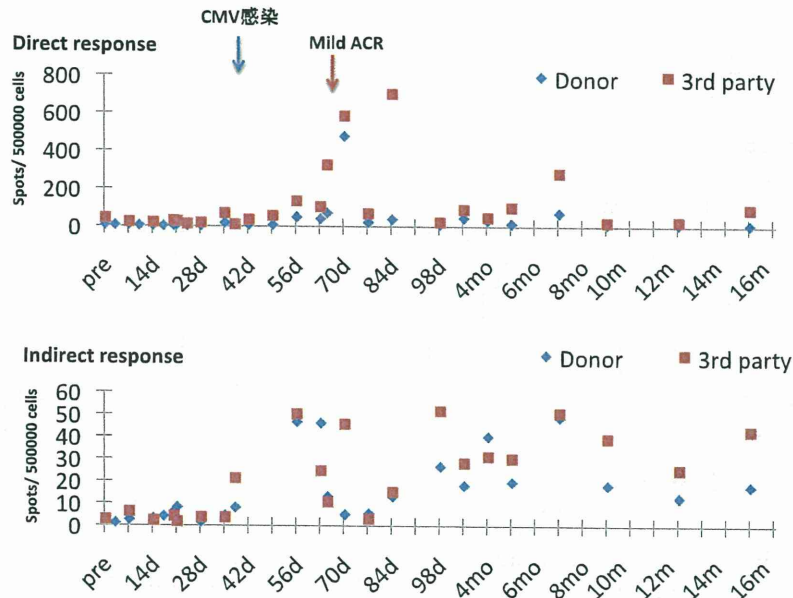 CMV感染
Direct response
Mild ACR
Spots/ 500000 cells
800
600
400
200
0
Donor
3rd party
pre
14d
28d
42d
56d
70d
84d
98d
4mo
6mo
8mo
10m
12m
14m
16m
Indirect response
Spots/ 500000 cells
60
50
40
30
20
10
0
Donor
3rd party
pre
14d
28d
42d
56d
70d
84d
98d
4mo
6mo
8mo
10m
12m
14m
16m